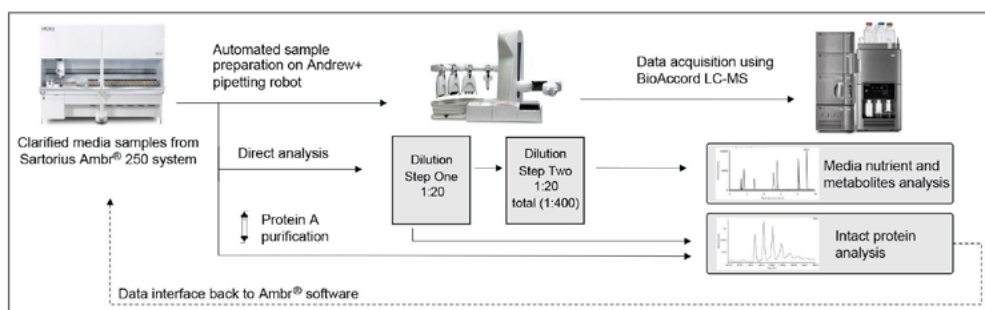 Automated sample
preparation on Andrew+
pipetting robot
Data acquisition using
BioAccord LC-MS
Clarified media samples from
Sartorius Ambr® 250 system
Direct analysis
Dilution
Step One
1:20
Dilution
Step Two
1:20
total (1:400)
Media nutrient and
metabolites analysis
Protein A
purification
Intact protein
analysis
Data interface back to Ambr® software